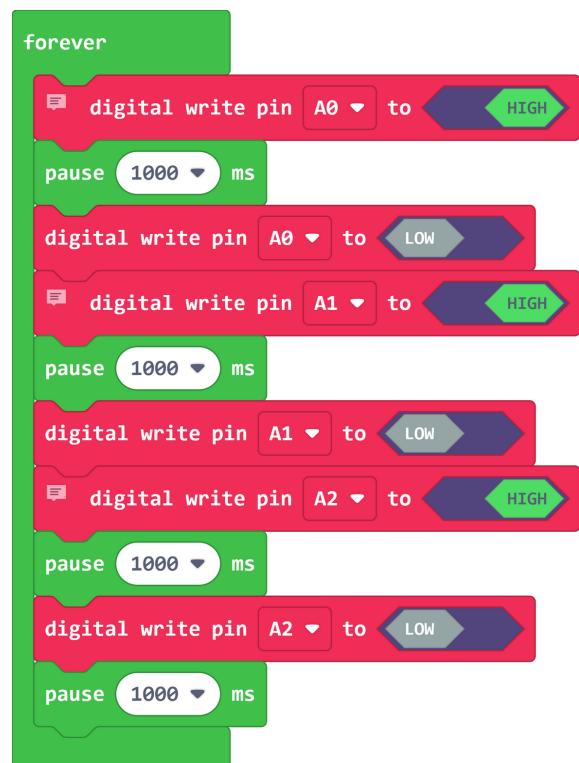 forever
digital write pin A0 to HIGH
pause 1000 ms
digital write pin A0 to LOW
digital write pin A1 to HIGH
pause 1000 ms
digital write pin A1 to LOW
digital write pin A2 to HIGH
pause 1000 ms
digital write pin A2 to LOW
pause 1000 ms